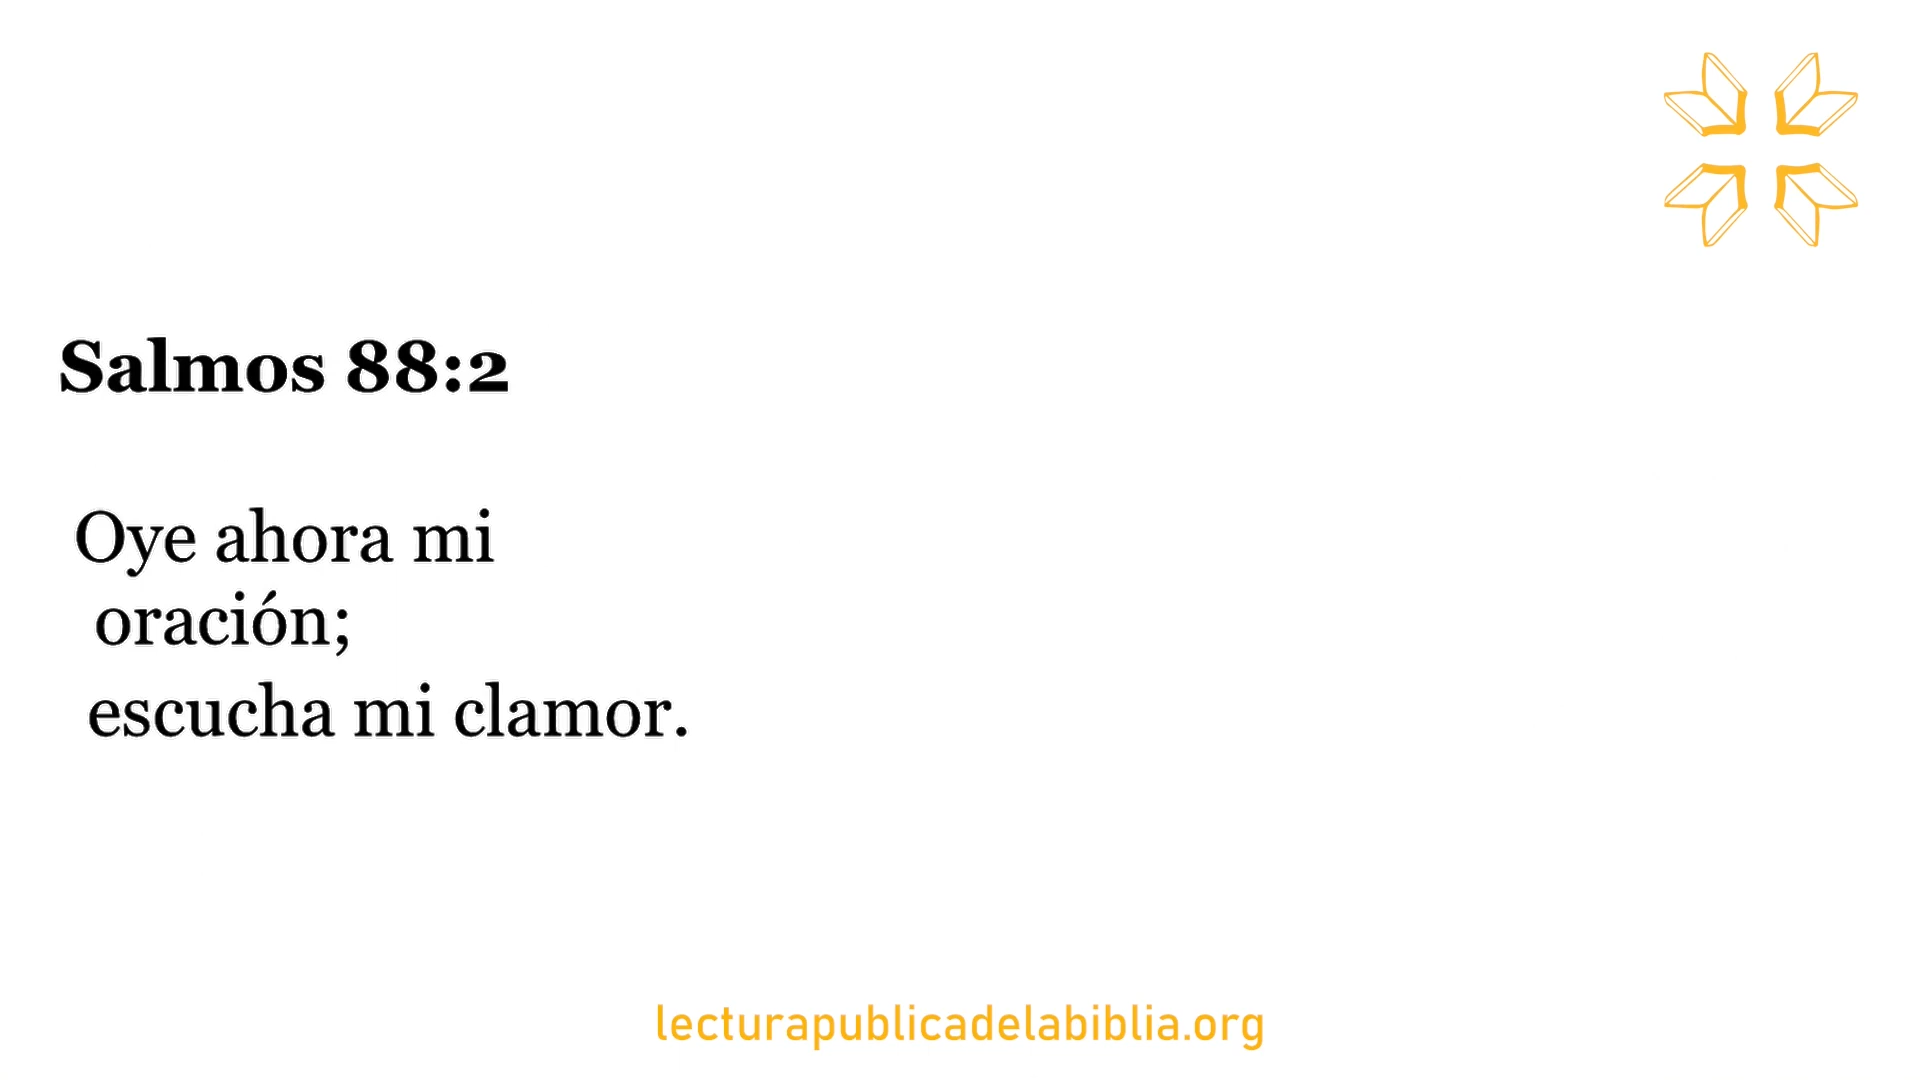 Salmos 88:2
Oye ahora mi
oración;
escucha mi clamor.
lecturapublicadelabiblia.org